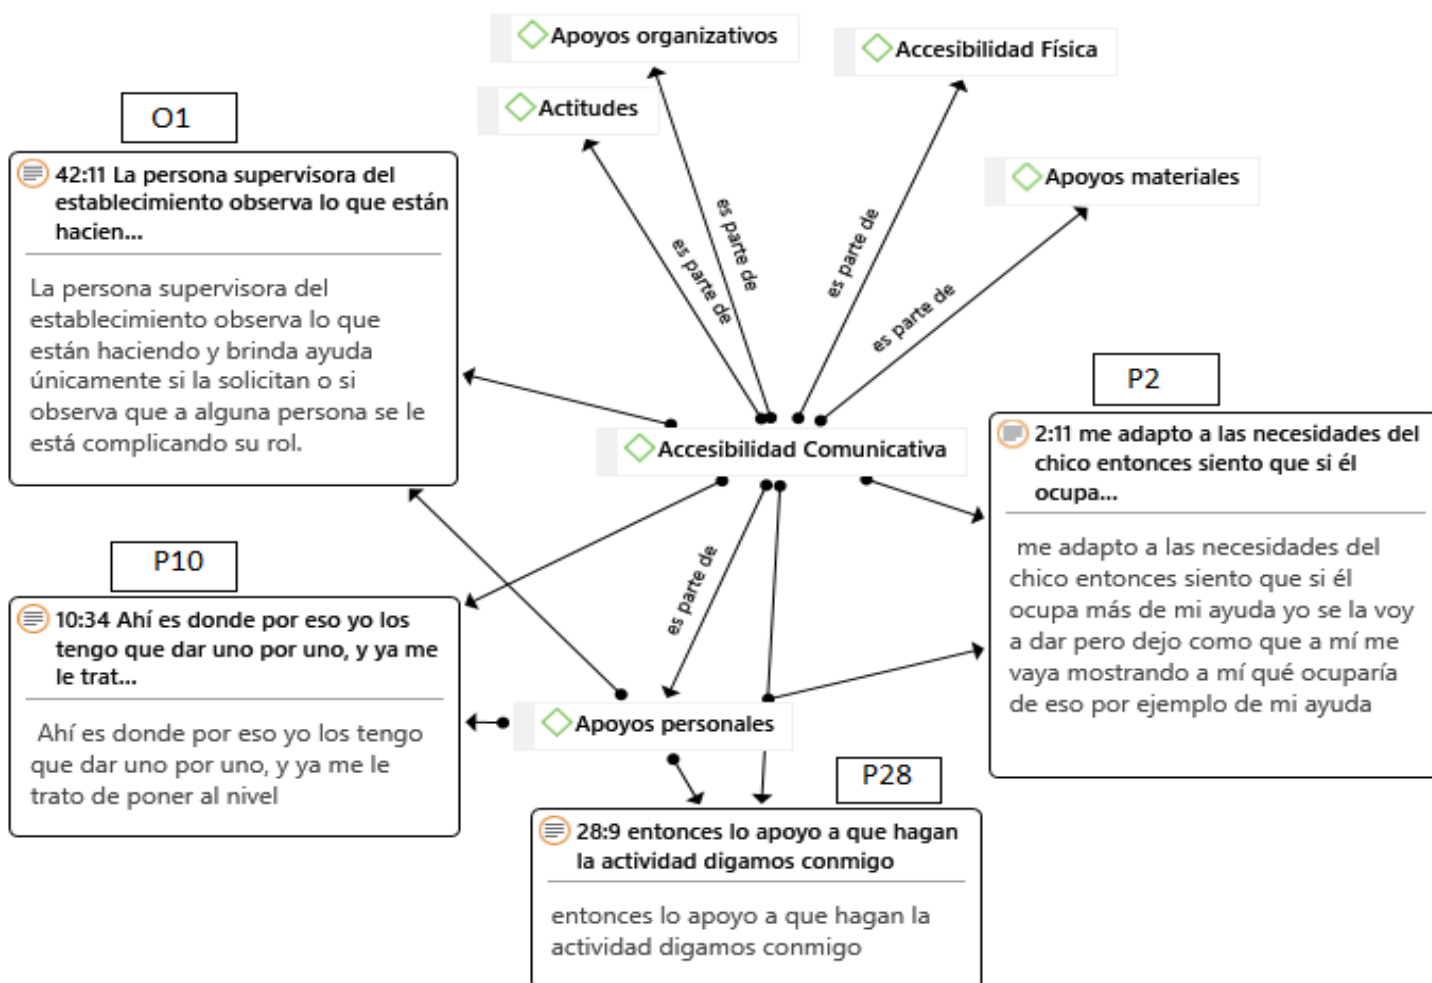 Apoyos organizativos
Accesibilidad Física
Actitudes
O1
Apoyos materiales
42:11 La persona supervisora del
establecimiento observa lo que están
hacien...
La persona supervisora del
establecimiento observa lo que
están haciendo y brinda ayuda
únicamente si la solicitan o si
observa que a alguna persona se le
está complicando su rol.
es parte de
es parte de
es parte de
es parte de
P2
Accesibilidad Comunicativa
2:11 me adapto a las necesidades del
chico entonces siento que si él
ocupa...
me adapto a las necesidades del
chico entonces siento que si él
ocupa más de mi ayuda yo se la voy
a dar pero dejo como que a mí me
vaya mostrando a mí qué ocuparía
de eso por ejemplo de mi ayuda
P10
10:34 Ahí es donde por eso yo los
tengo que dar uno por uno, y ya me
le trat...
Ahí es donde por eso yo los tengo
que dar uno por uno, y ya me le
trato de poner al nivel
es parte de
Apoyos personales
P28
28:9 entonces lo apoyo a que hagan
la actividad digamos conmigo
entonces lo apoyo a que hagan la
actividad digamos conmigo